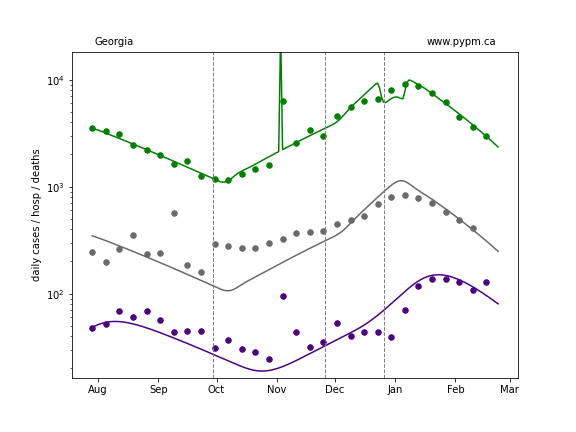 Georgia www.pypm.ca
10⁴
10³
10²
daily cases / hosp / deaths
Aug Sep Oct Nov Dec Jan Feb Mar